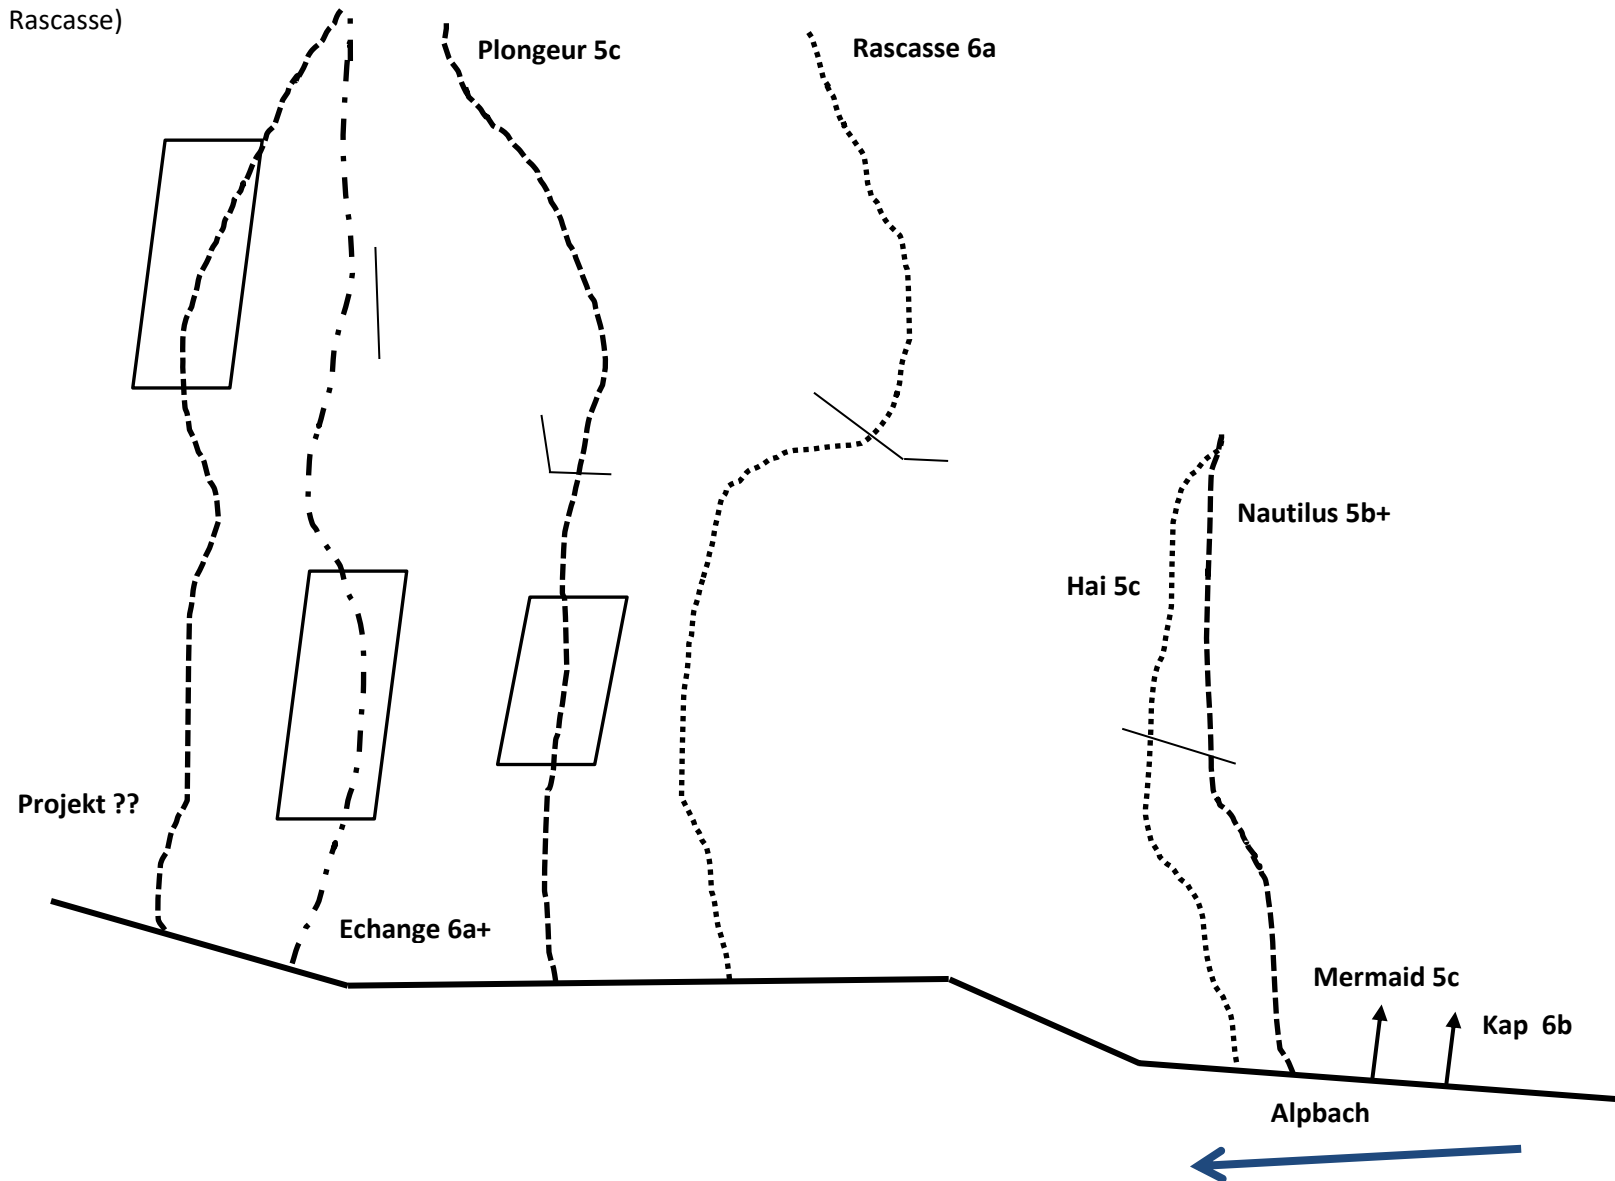 Rascasse)
Plongeur 5c
Rascasse 6a
Nautilus 5b+
Hai 5c
Projekt ??
Echange 6a+
Mermaid 5c
Kap  6b
Alpbach